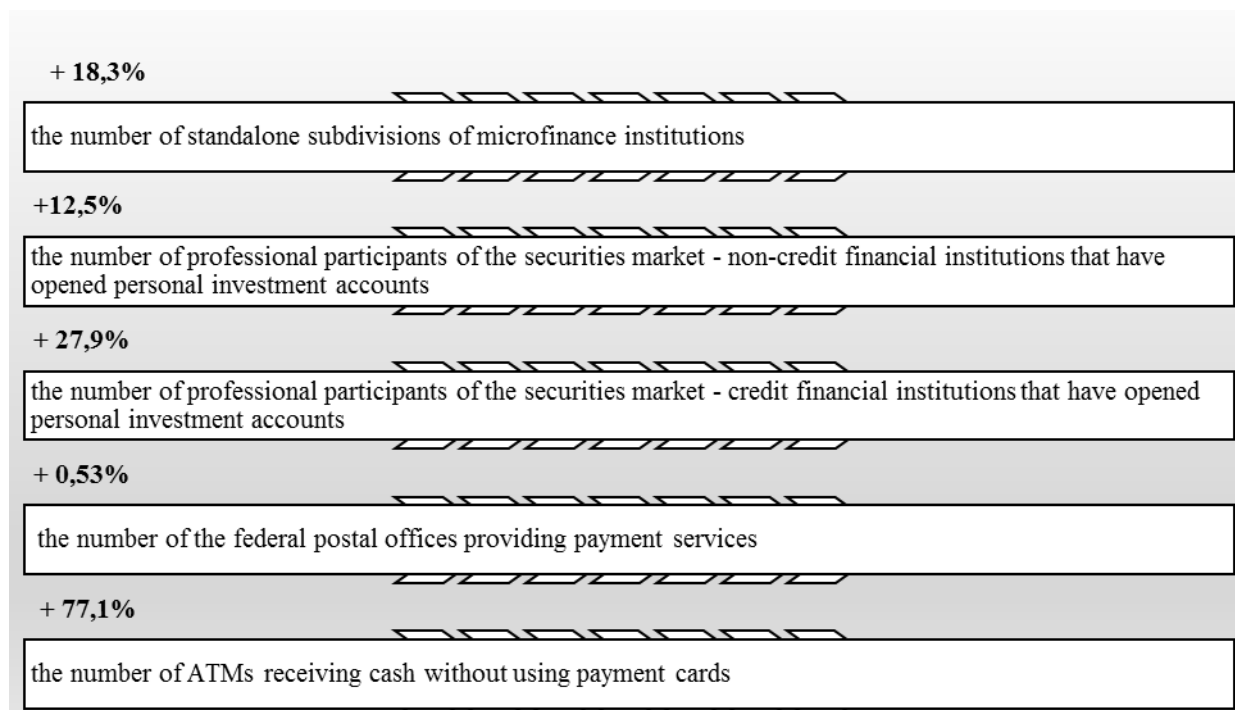 + 18,3%
the number of standalone subdivisions of microfinance institutions
+12,5%
the number of professional participants of the securities market - non-credit financial institutions that have
opened personal investment accounts
+ 27,9%
the number of professional participants of the securities market - credit financial institutions that have opened
personal investment accounts
+ 0,53%
the number of the federal postal offices providing payment services
+ 77,1%
the number of ATMs receiving cash without using payment cards